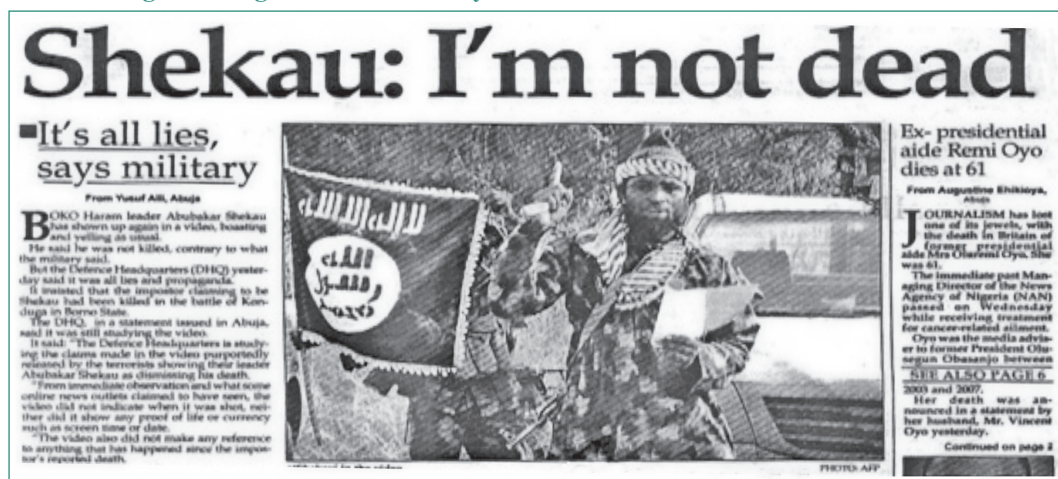 Shekau: I'm not dead
It's all lies,
says military
From Yusuf Alli, Abuja
BOKO Haram leader Abubakar Shekau
has shown up again in a video, boasting
and yelling as usual.
He said he was not killed, contrary to what
the military said.
But the Defence Headquarters (DHQ) yester-
day said it was all lies and propaganda.
It insisted that the impostor claiming to be
Shekau had been killed in the battle of Kon-
duga in Borno State.
The DHQ, in a statement issued in Abuja,
said it was still studying the video.
It said: "The Defence Headquarters is study-
ing the claims made in the video purportedly
released by the terrorists showing their leader
Abubakar Shekau as dismissing his death.
"From immediate observation and what some
online news outlets claimed to have seen, the
video did not indicate when it was shot, nei-
ther did it show any proof of life or currency
such as screen time or date.
"The video also did not make any reference
to anything that has happened since the impos-
tor's reported death.
لا إله إلا الله
الله
رسول
محمد
in the video
PHOTO: AFP
Ex- presidential
aide Remi Oyo
dies at 61
From Augustine Ehikioya,
Abuja
JOURNALISM has lost
one of its jewels, with
the death in Britain of
former presidential
aide Mrs Oluremi Oyo. She
was 61.
The immediate past Man-
aging Director of the News
Agency of Nigeria (NAN)
passed on Wednesday
while receiving treatment
for cancer-related ailment.
Oyo was the media advis-
er to former President Olu-
segun Obasanjo between
SEE ALSO PAGE 6
2003 and 2007.
Her death was an-
nounced in a statement by
her husband, Mr. Vincent
Oyo yesterday.
Continued on page 2